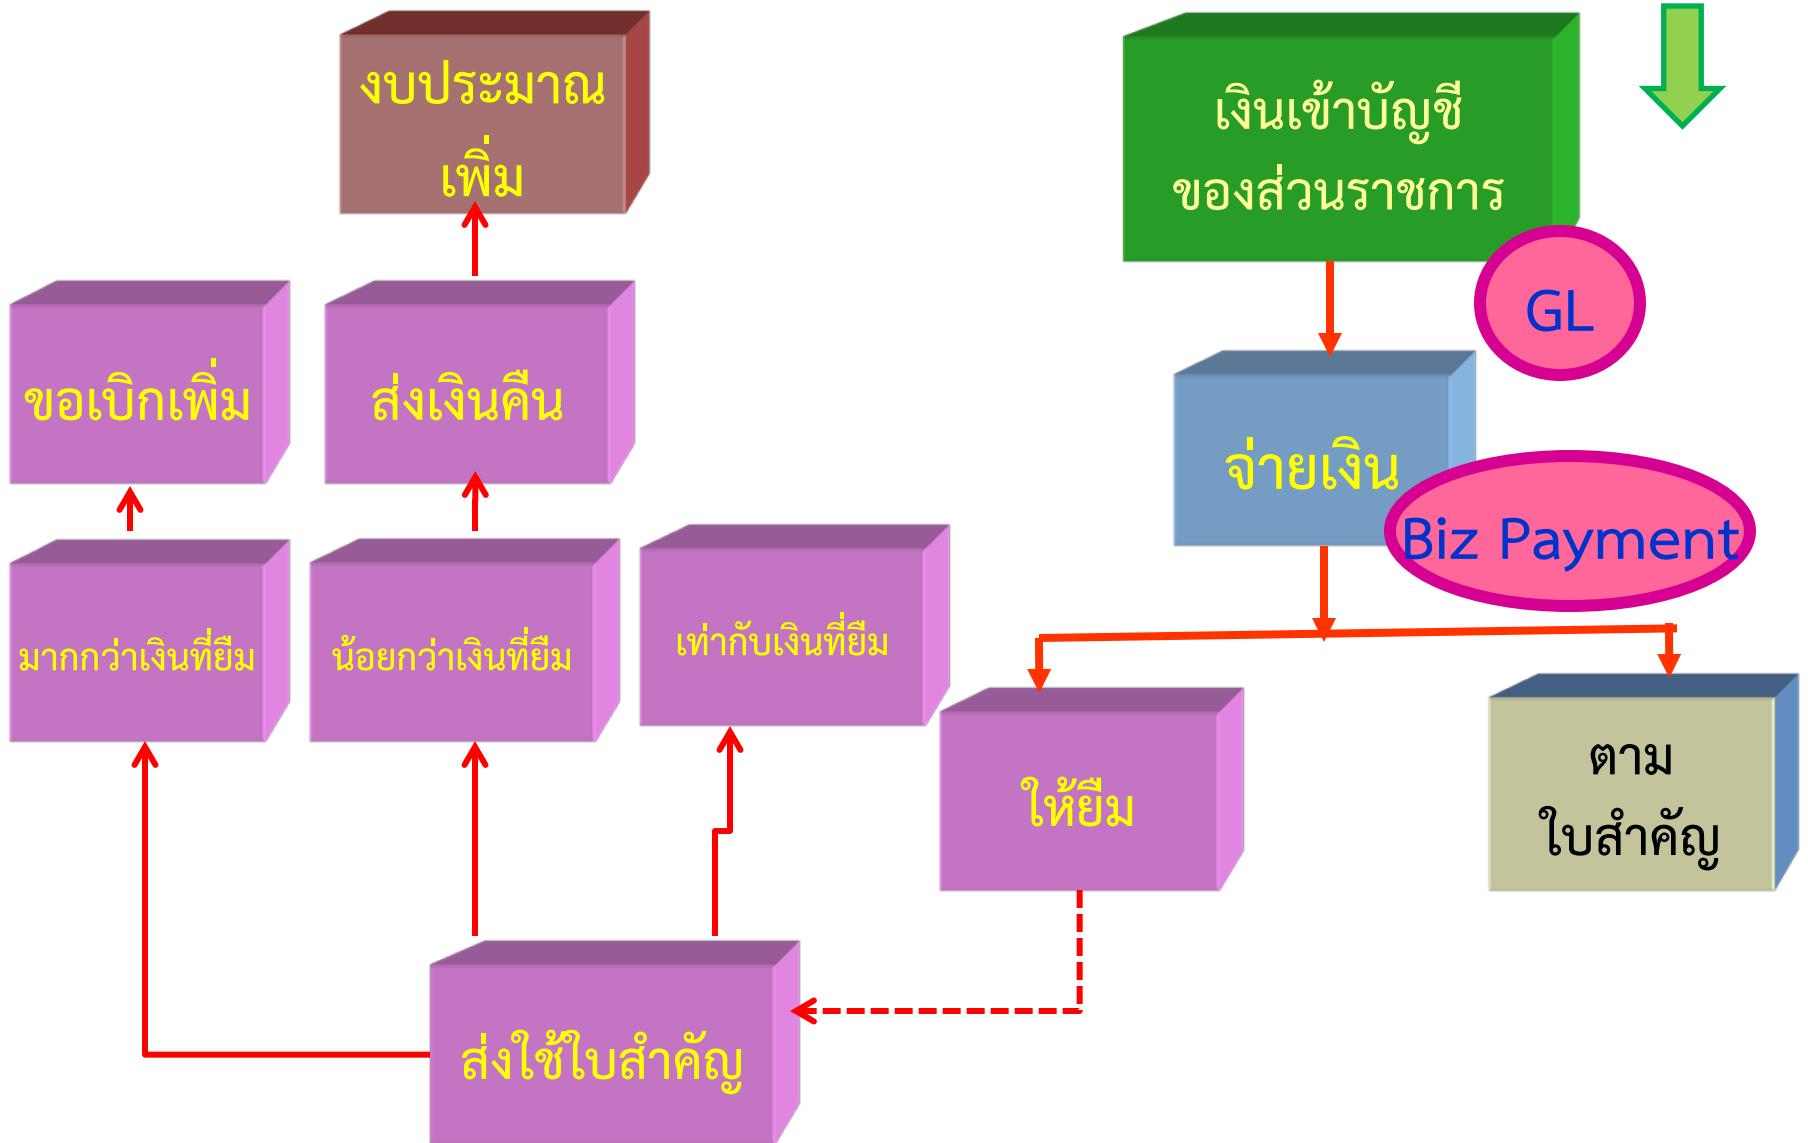 งบประมาณ
เพิ่ม
เงินเข้าบัญชี
ของส่วนราชการ
GL
ขอเบิกเพิ่ม
ส่งเงินคืน
จ่ายเงิน
Biz Payment
มากกว่าเงินที่ยืม
น้อยกว่าเงินที่ยืม
เท่ากับเงินที่ยืม
ให้ยืม
ตาม
ใบสำคัญ
ส่งใช้ใบสำคัญ